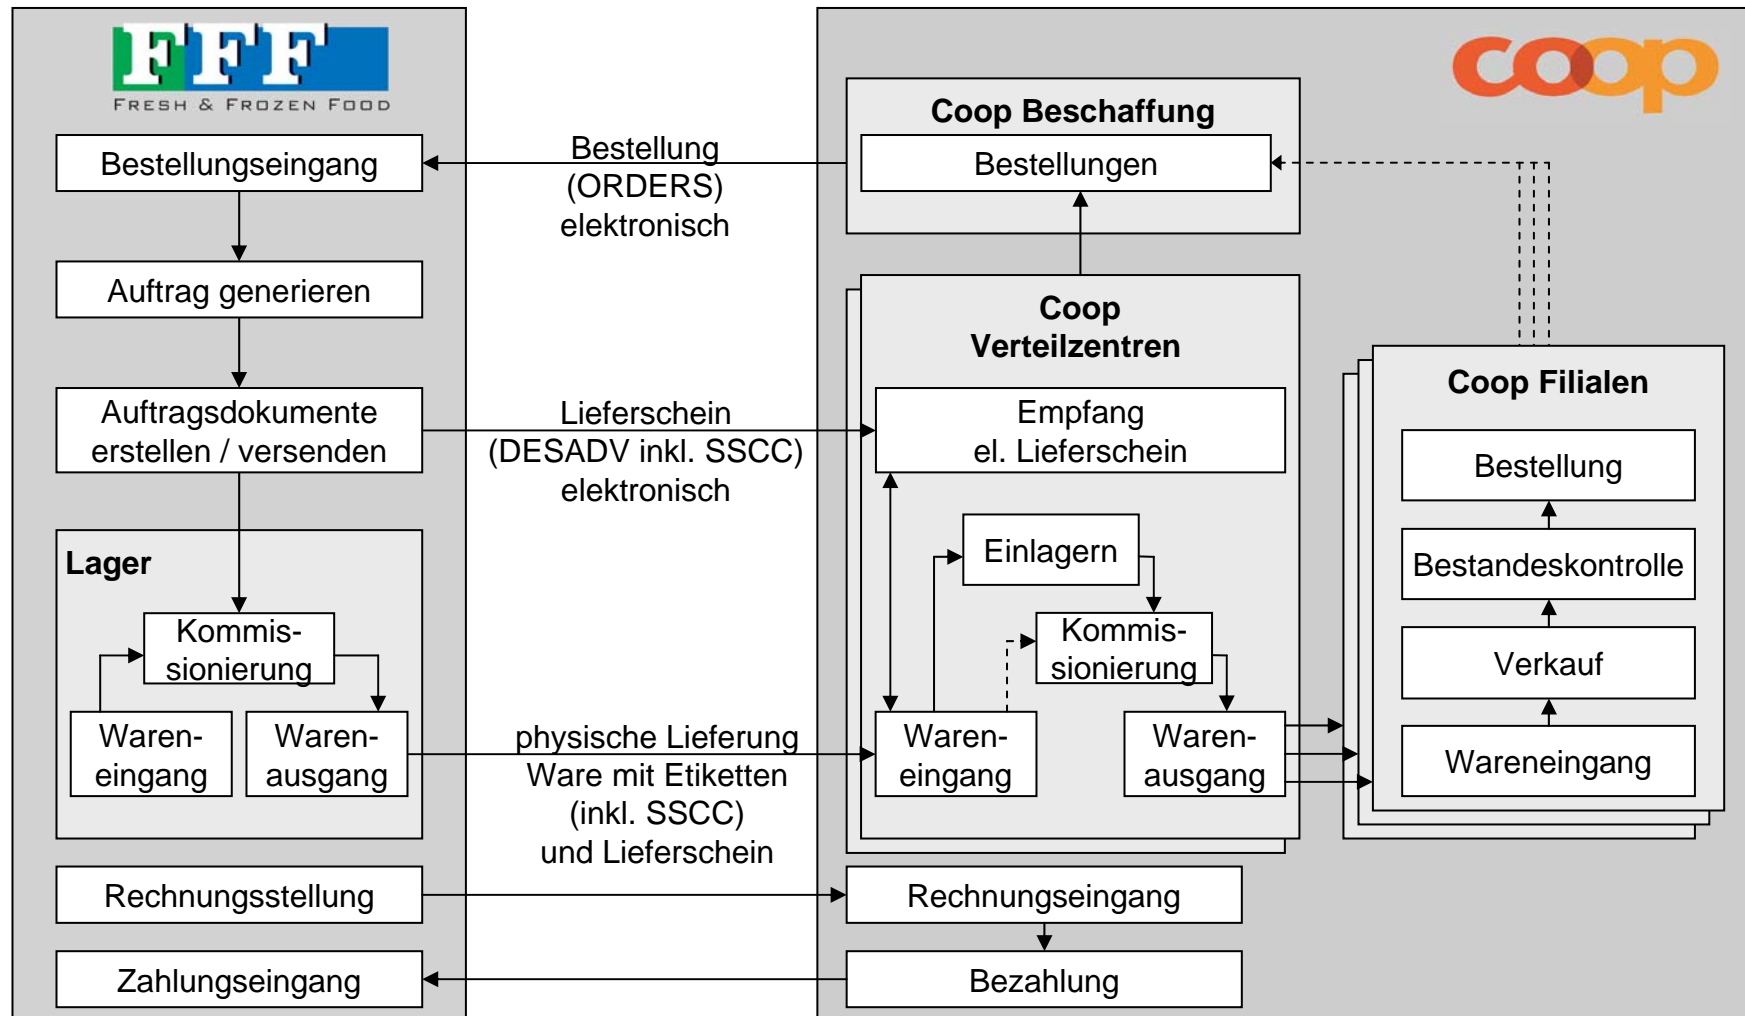 FFF
FRESH & FROZEN FOOD
Bestellungseingang
Auftrag generieren
Auftragsdokumente
erstellen / versenden
Lager
Kommis-
sionierung
Waren-
eingang
Waren-
ausgang
Rechnungsstellung
Zahlungseingang
Bestellung
(ORDERS)
elektronisch
Lieferschein
(DESADV inkl. SSCC)
elektronisch
physische Lieferung
Ware mit Etiketten
(inkl. SSCC)
und Lieferschein
coop
Coop Beschaffung
Bestellungen
Coop
Verteilzentren
Empfang
el. Lieferschein
Einlagern
Kommis-
sionierung
Waren-
eingang
Waren-
ausgang
Rechnungseingang
Bezahlung
Coop Filialen
Bestellung
Bestandeskontrolle
Verkauf
Wareneingang